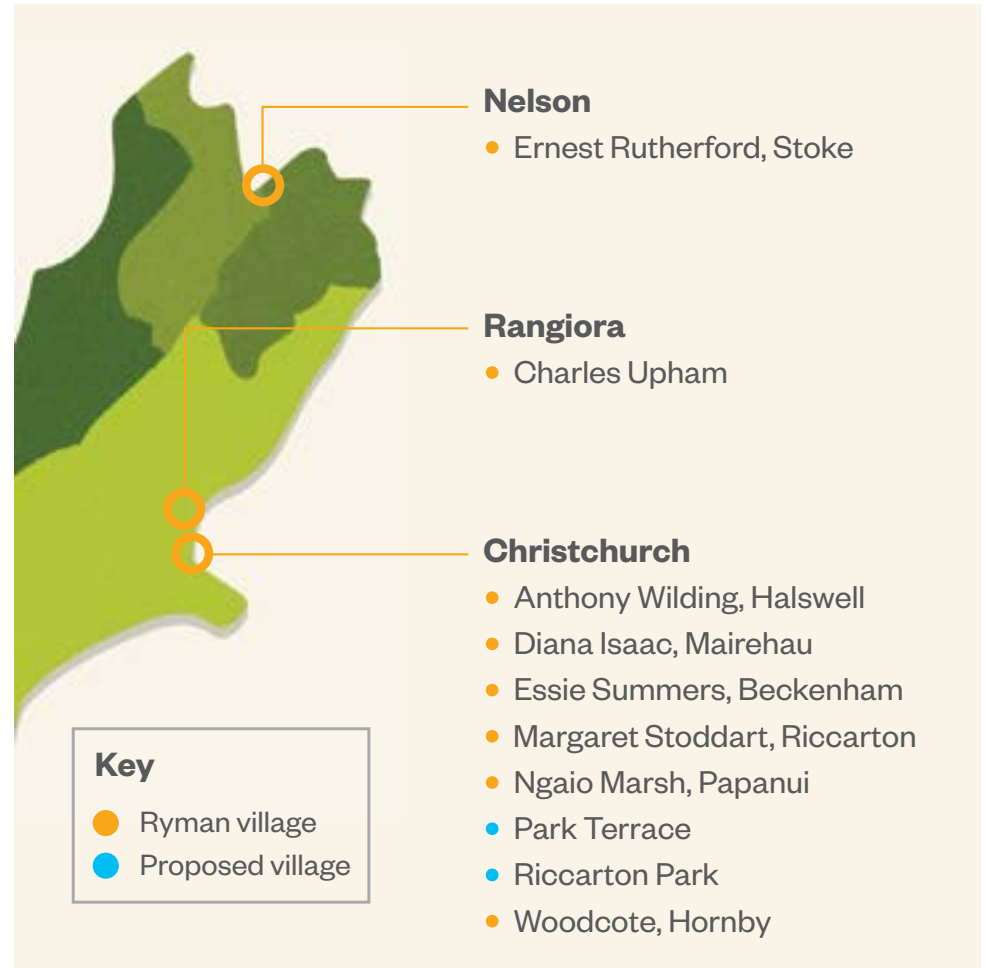 Nelson
Ernest Rutherford, Stoke
Rangiora
Charles Upham
Christchurch
Anthony Wilding, Halswell
Diana Isaac, Mairehau
Essie Summers, Beckenham
Margaret Stoddart, Riccarton
Ngaio Marsh, Papanui
Park Terrace
Riccarton Park
Woodcote, Hornby
Key
Ryman village
Proposed village